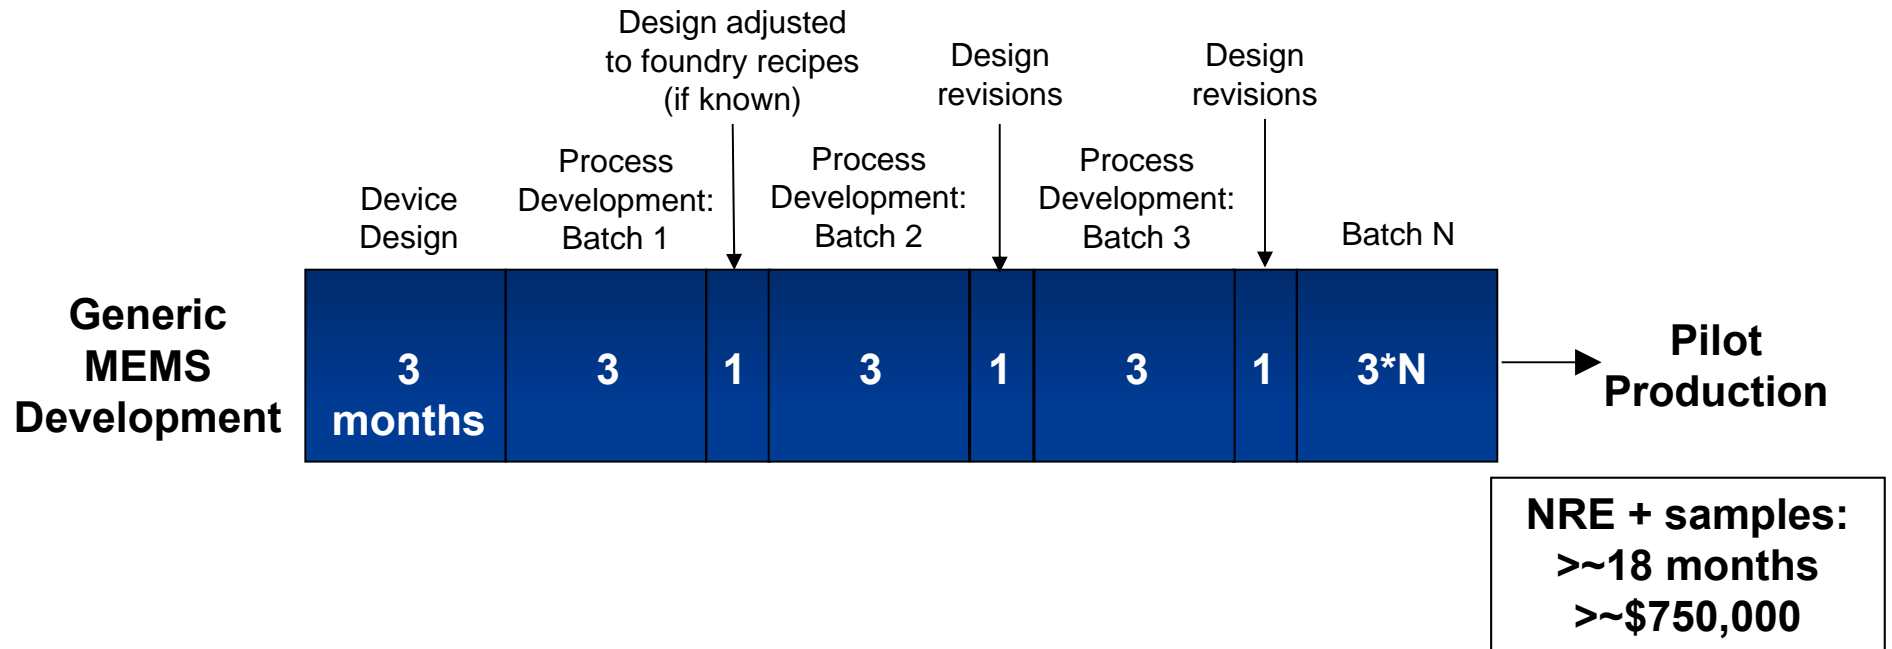 Design adjusted
to foundry recipes
(if known)
Design
revisions
Design
revisions
Device
Design
Process
Development:
Batch 1
Process
Development:
Batch 2
Process
Development:
Batch 3
Batch N
Generic
MEMS
Development
3
months
3
1
3
1
3
1
3*N
Pilot
Production
NRE + samples:
>~18 months
>~$750,000